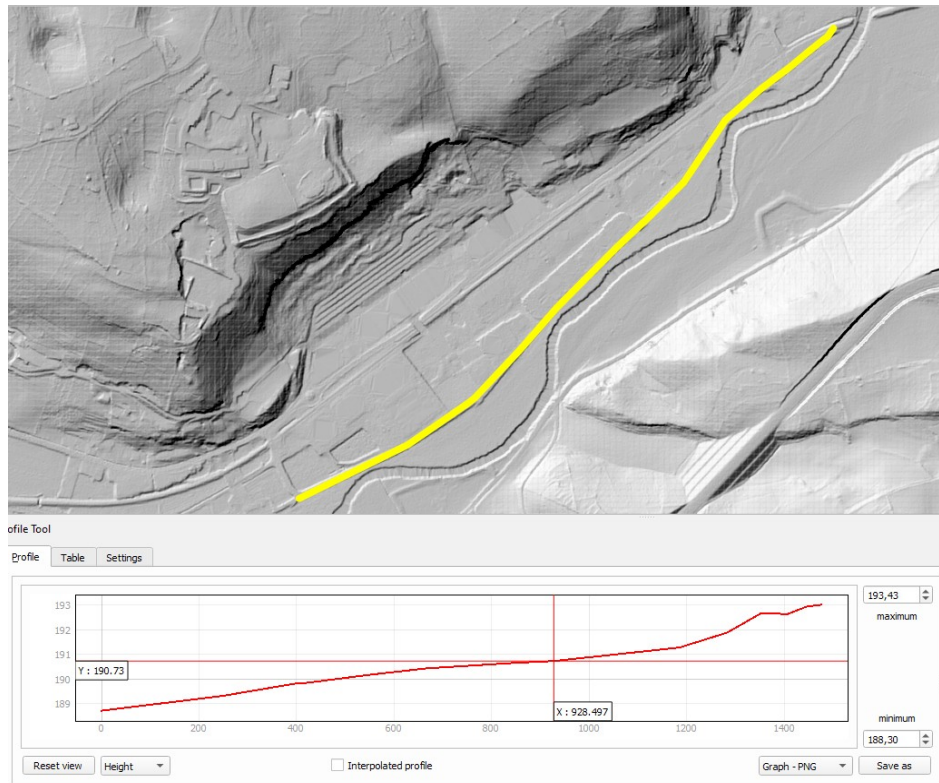 ofile Tool
Profile
Table
Settings
193
192
191
190
189
Y : 190.73
X : 928.497
0
200
400
600
800
1000
1200
1400
193,43
maximum
minimum
188,30
Reset view
Height
Interpolated profile
Graph - PNG
Save as